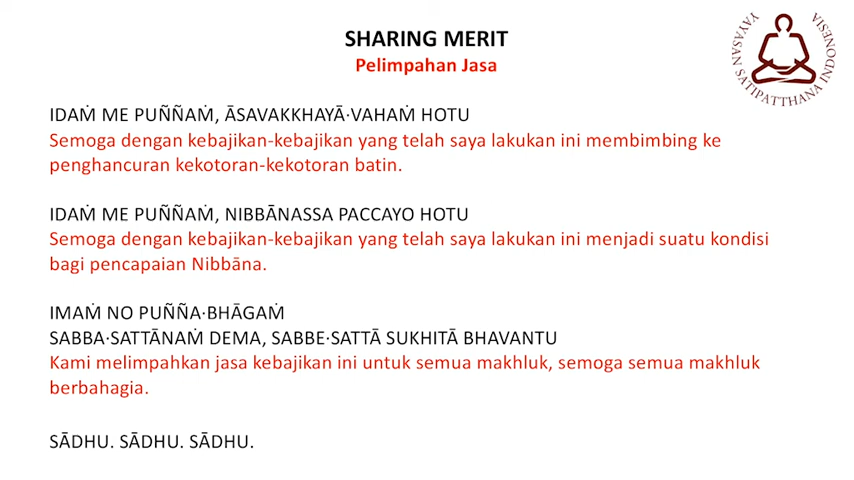 SHARING MERIT
Pelimpahan Jasa
YAYASAN SATIPATTHANA INDONESIA
IDAṀ ME PUÑÑAṀ, ĀSAVAKKHAYĀ·VAHAṀ HOTU
Semoga dengan kebajikan-kebajikan yang telah saya lakukan ini membimbing ke
penghancuran kekotoran-kekotoran batin.
IDAṀ ME PUÑÑAṀ, NIBBĀNASSA PACCAYO HOTU
Semoga dengan kebajikan-kebajikan yang telah saya lakukan ini menjadi suatu kondisi
bagi pencapaian Nibbāna.
IMAṀ NO PUÑÑA·BHĀGAṀ
SABBA·SATTĀNAṀ DEMA, SABBE·SATTĀ SUKHITĀ BHAVANTU
Kami melimpahkan jasa kebajikan ini untuk semua makhluk, semoga semua makhluk
berbahagia.
SĀDHU. SĀDHU. SĀDHU.